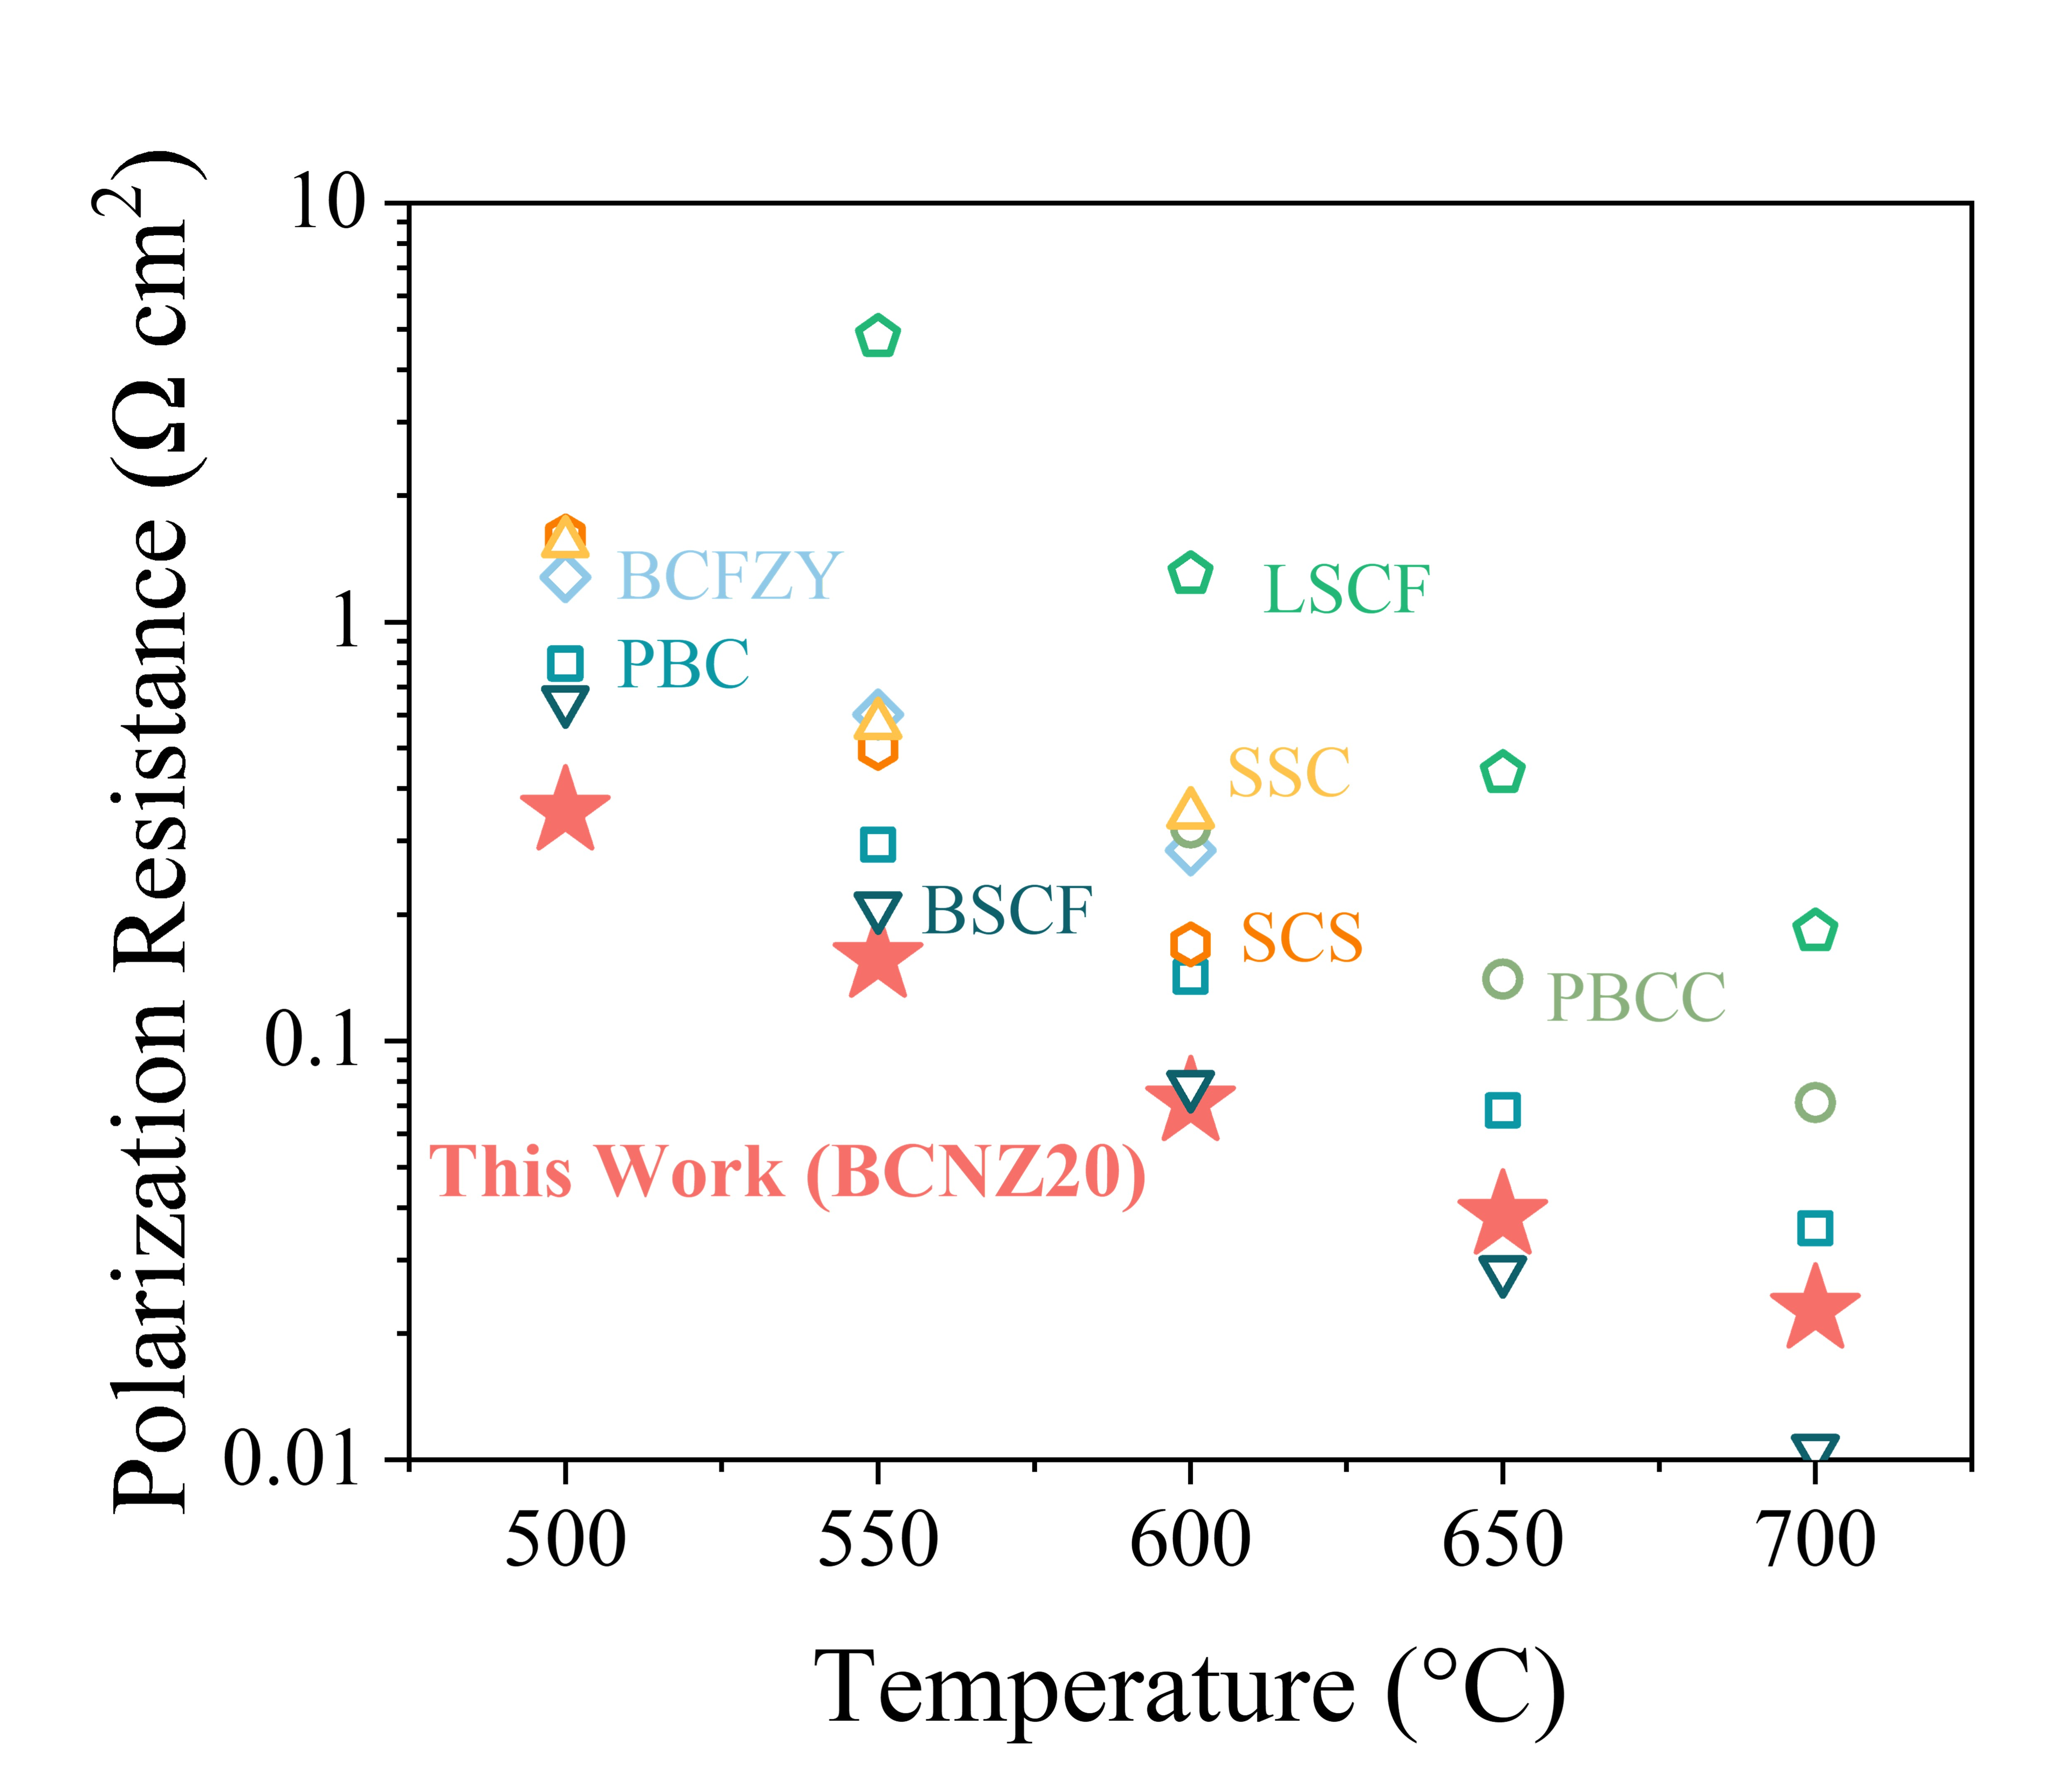 Polarization Resistance (Ω cm²)
10
1
0.1
0.01
BCFZY
PBC
LSCF
SSC
BSCF
SCS
PBCC
This Work (BCNZ20)
500 550 600 650 700
Temperature (°C)